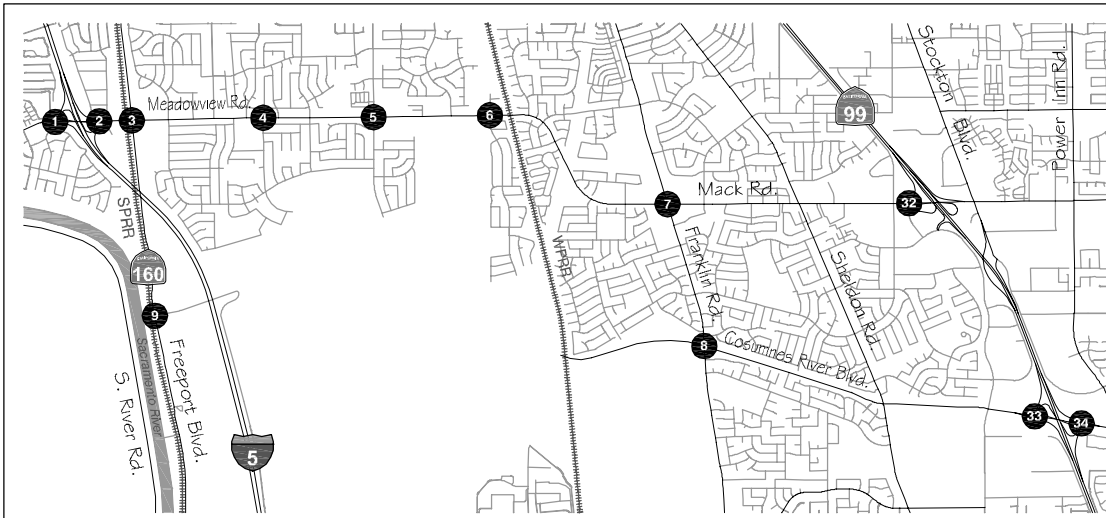 Stockton
Blvd.
Power Inn Rd.
CALIFORNIA
99
Meadowview Rd.
1
2
3
4
5
6
Mack Rd.
7
32
SPRR
WPRR
Franklin Rd.
Sheldon Rd.
CALIFORNIA
160
9
8
Cosumnes River Blvd.
Sacramento River
Freeport Blvd.
S. River Rd.
5
33
34